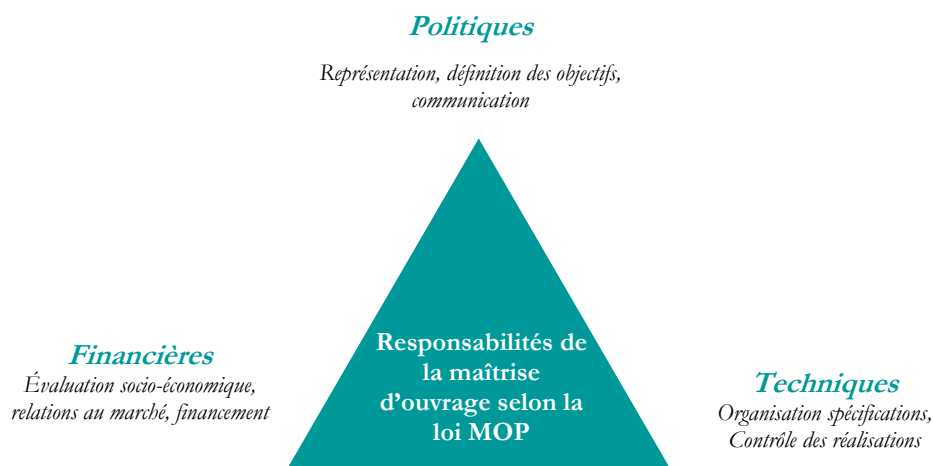 Politiques
Représentation, définition des objectifs,
communication
Responsabilités de
la maîtrise
d'ouvrage selon la
loi MOP
Financières
Évaluation socio-économique,
relations au marché, financement
Techniques
Organisation spécifications,
Contrôle des réalisations